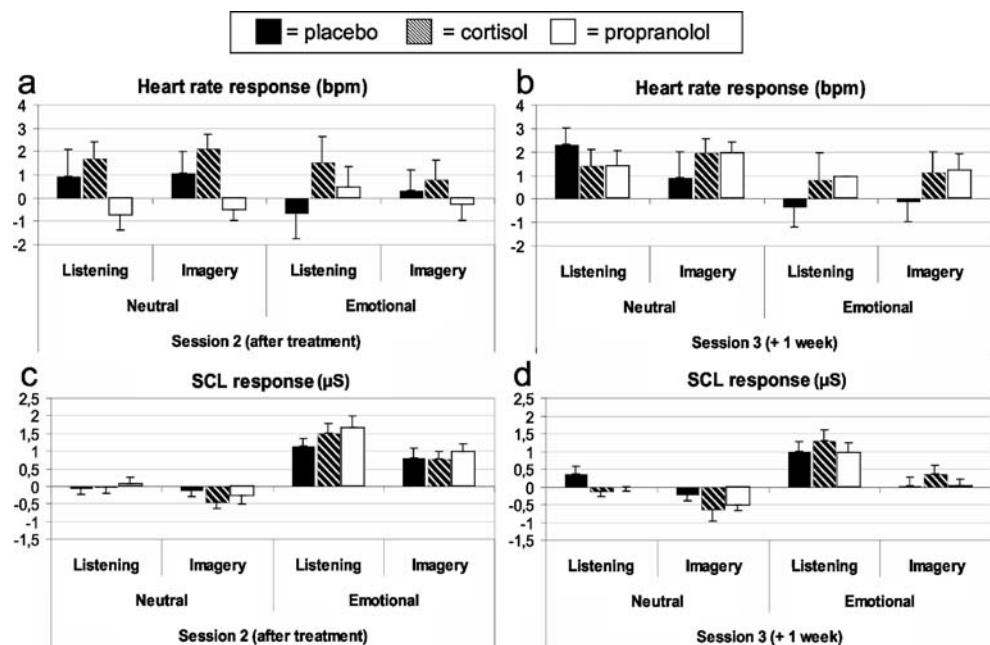 = placebo = cortisol = propranolol
a
Heart rate response (bpm)
4
3
2
1
0
-1
-2
Listening Imagery Listening Imagery
Neutral Emotional
Session 2 (after treatment)
b
Heart rate response (bpm)
4
3
2
1
0
-1
-2
Listening Imagery Listening Imagery
Neutral Emotional
Session 3 (+ 1 week)
c
SCL response (µS)
2,5
2
1,5
1
0,5
0
-0,5
-1
-1,5
Listening Imagery Listening Imagery
Neutral Emotional
Session 2 (after treatment)
d
SCL response (µS)
2,5
2
1,5
1
0,5
0
-0,5
-1
-1,5
Listening Imagery Listening Imagery
Neutral Emotional
Session 3 (+ 1 week)